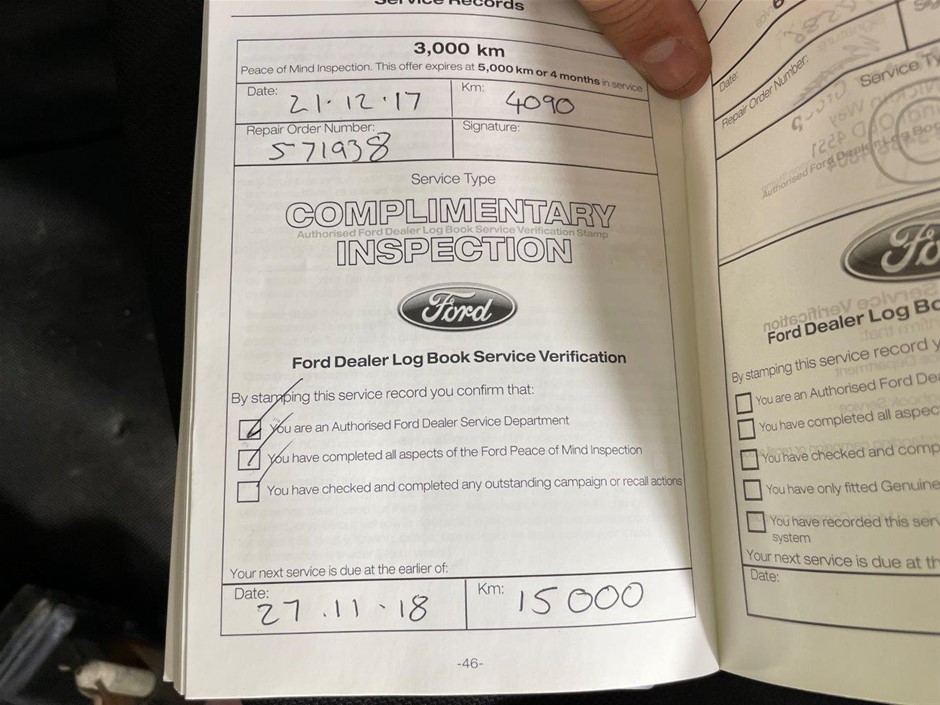 Service Records
3,000 km
Peace of Mind Inspection. This offer expires at 5,000 km or 4 months in service
Date: 21.12.17
Km: 4090
Repair Order Number: 571938
Signature:
Service Type
COMPLIMENTARY
Authorised Ford Dealer Log Book Service Verification Stamp
INSPECTION
Ford
Ford Dealer Log Book Service Verification
By stamping this service record you confirm that:
You are an Authorised Ford Dealer Service Department
You have completed all aspects of the Ford Peace of Mind Inspection
You have checked and completed any outstanding campaign or recall actions
Your next service is due at the earlier of:
Date: 27.11.18
Km: 15000
-46-
Date:
Repair Order Number:
Service Ty
Authorised Ford
Ford Dealer Log Bo
By stamping this service record y
You are an Authorised Ford Dea
You have completed all aspec
You have checked and comp
You have only fitted Genuine
You have recorded this ser
system
Your next service is due at th
Date: